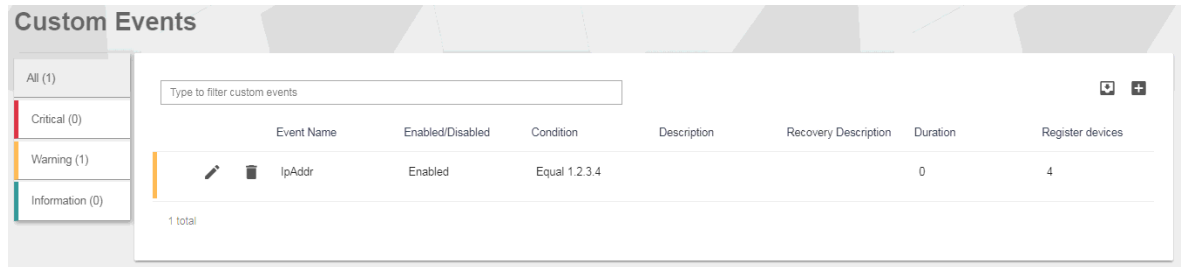 Custom Events
All (1)
Critical (0)
Warning (1)
Information (0)
Type to filter custom events
Event Name Enabled/Disabled Condition Description Recovery Description Duration Register devices
IpAddr Enabled Equal 1.2.3.4 0 4
1 total